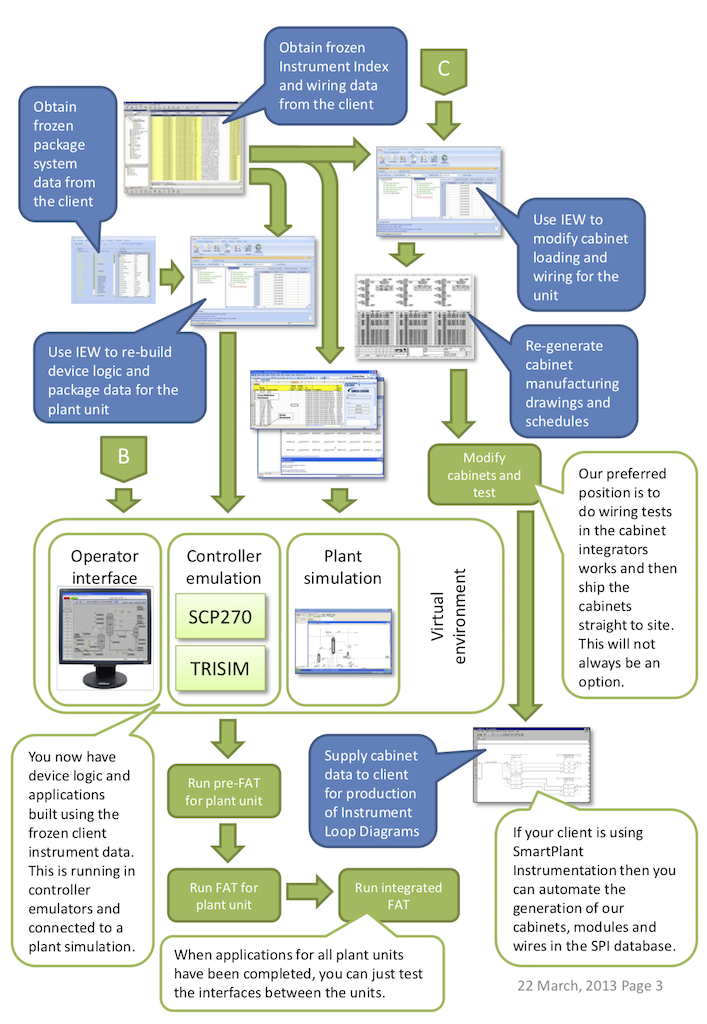 Obtain frozen
Instrument Index
and wiring data
from the client
C
Obtain
frozen
package
system
data from
the client
Use IEW to
modify cabinet
loading and
wiring for the
unit
Use IEW to re-build
device logic and
package data for the
plant unit
Re-generate
cabinet
manufacturing
drawings and
schedules
B
Modify
cabinets and
test
Our preferred
position is to
do wiring tests
in the cabinet
integrators
works and then
ship the
cabinets
straight to site.
This will not
always be an
option.
Operator
interface
Controller
emulation
SCP270
TRISIM
Plant
simulation
Virtual
environment
You now have
device logic and
applications
built using the
frozen client
instrument data.
This is running in
controller
emulators and
connected to a
plant simulation.
Run pre-FAT
for plant unit
Supply cabinet
data to client
for production
of Instrument
Loop Diagrams
If your client is using
SmartPlant
Instrumentation then you
can automate the
generation of our
cabinets, modules and
wires in the SPI database.
Run FAT for
plant unit
Run integrated
FAT
When applications for all plant units
have been completed, you can just test
the interfaces between the units.
22 March, 2013 Page 3